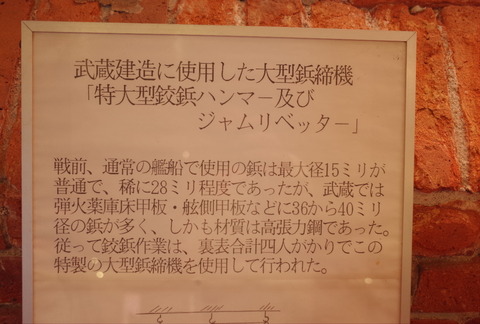 武蔵建造に使用した大型鋲締機
「特大型鉸鋲ハンマー及び
ジャムリベッター」
戦前、通常の艦船で使用の鋲は最大径15ミリが
普通で、稀に28ミリ程度であったが、武蔵では
弾火薬庫床甲板・舷側甲板などに36から40ミリ
径の鋲が多く、しかも材質は高張力鋼であった。
従って鉸鋲作業は、裏表合計四人がかりでこの
特製の大型鋲締機を使用して行われた。